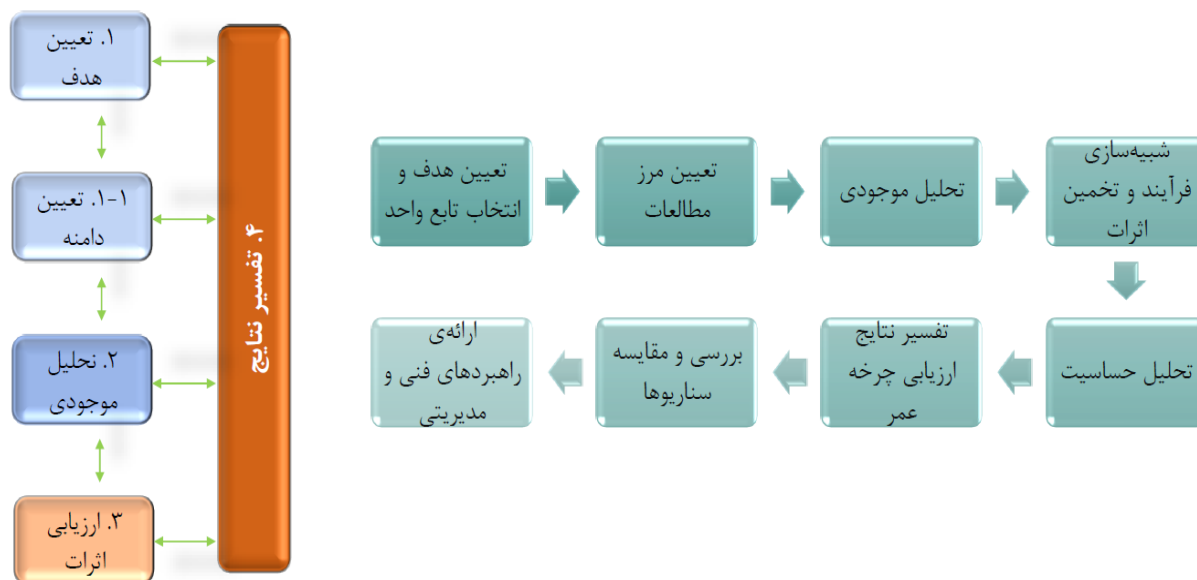 ۱. تعیین
هدف
۱-۱. تعیین
دامنه
۲. نحلیل
موجودی
۳. ارزیابی
اثرات
۴. تفسیر نتایج
تعیین هدف و
انتخاب تابع واحد
تعیین مرز
مطالعات
تحلیل موجودی
شبیه‌سازی
فرآیند و تخمین
اثرات
تحلیل حساسیت
تفسیر نتایج
ارزیابی چرخه
عمر
بررسی و مقایسه
سناریوها
ارائه‌ی
راهبردهای فنی و
مدیریتی